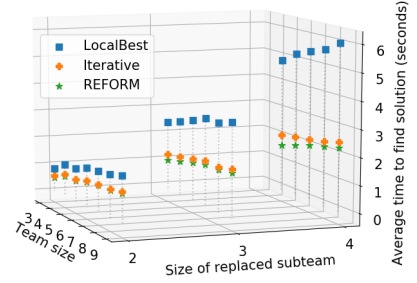 LocalBest
Iterative
REFORM
6
5
4
3
2
1
0
Average time to find solution (seconds)
3 4 5 6 7 8 9
Team size
2
3
4
Size of replaced subteam